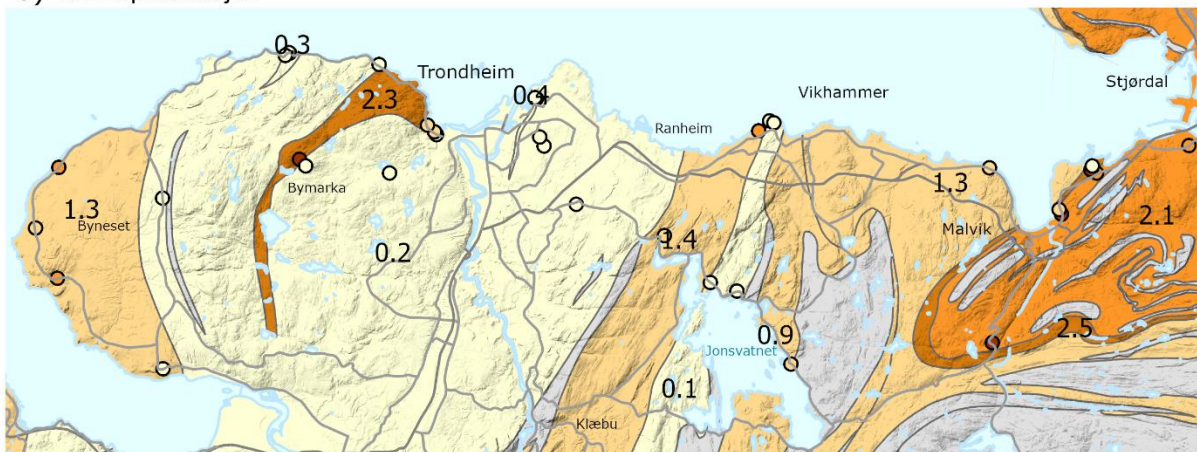 0.3
Trondheim
Stjørdal
2.3
0.4
Vikhammer
Ranheim
Bymarka
1.3
Byneset
1.3
2.1
0.2
1.4
Malvik
Jonsvatnet
0.9
2.5
0.1
Klæbu